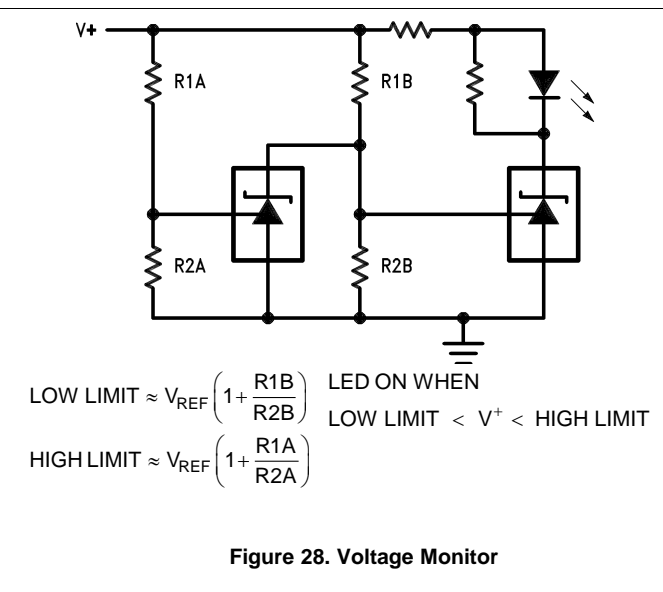 V+
R1A
R1B
R2A
R2B
LOW LIMIT ≈ V_REF (1 + R1B/R2B)
LED ON WHEN
LOW LIMIT < V⁺ < HIGH LIMIT
HIGH LIMIT ≈ V_REF (1 + R1A/R2A)
Figure 28. Voltage Monitor